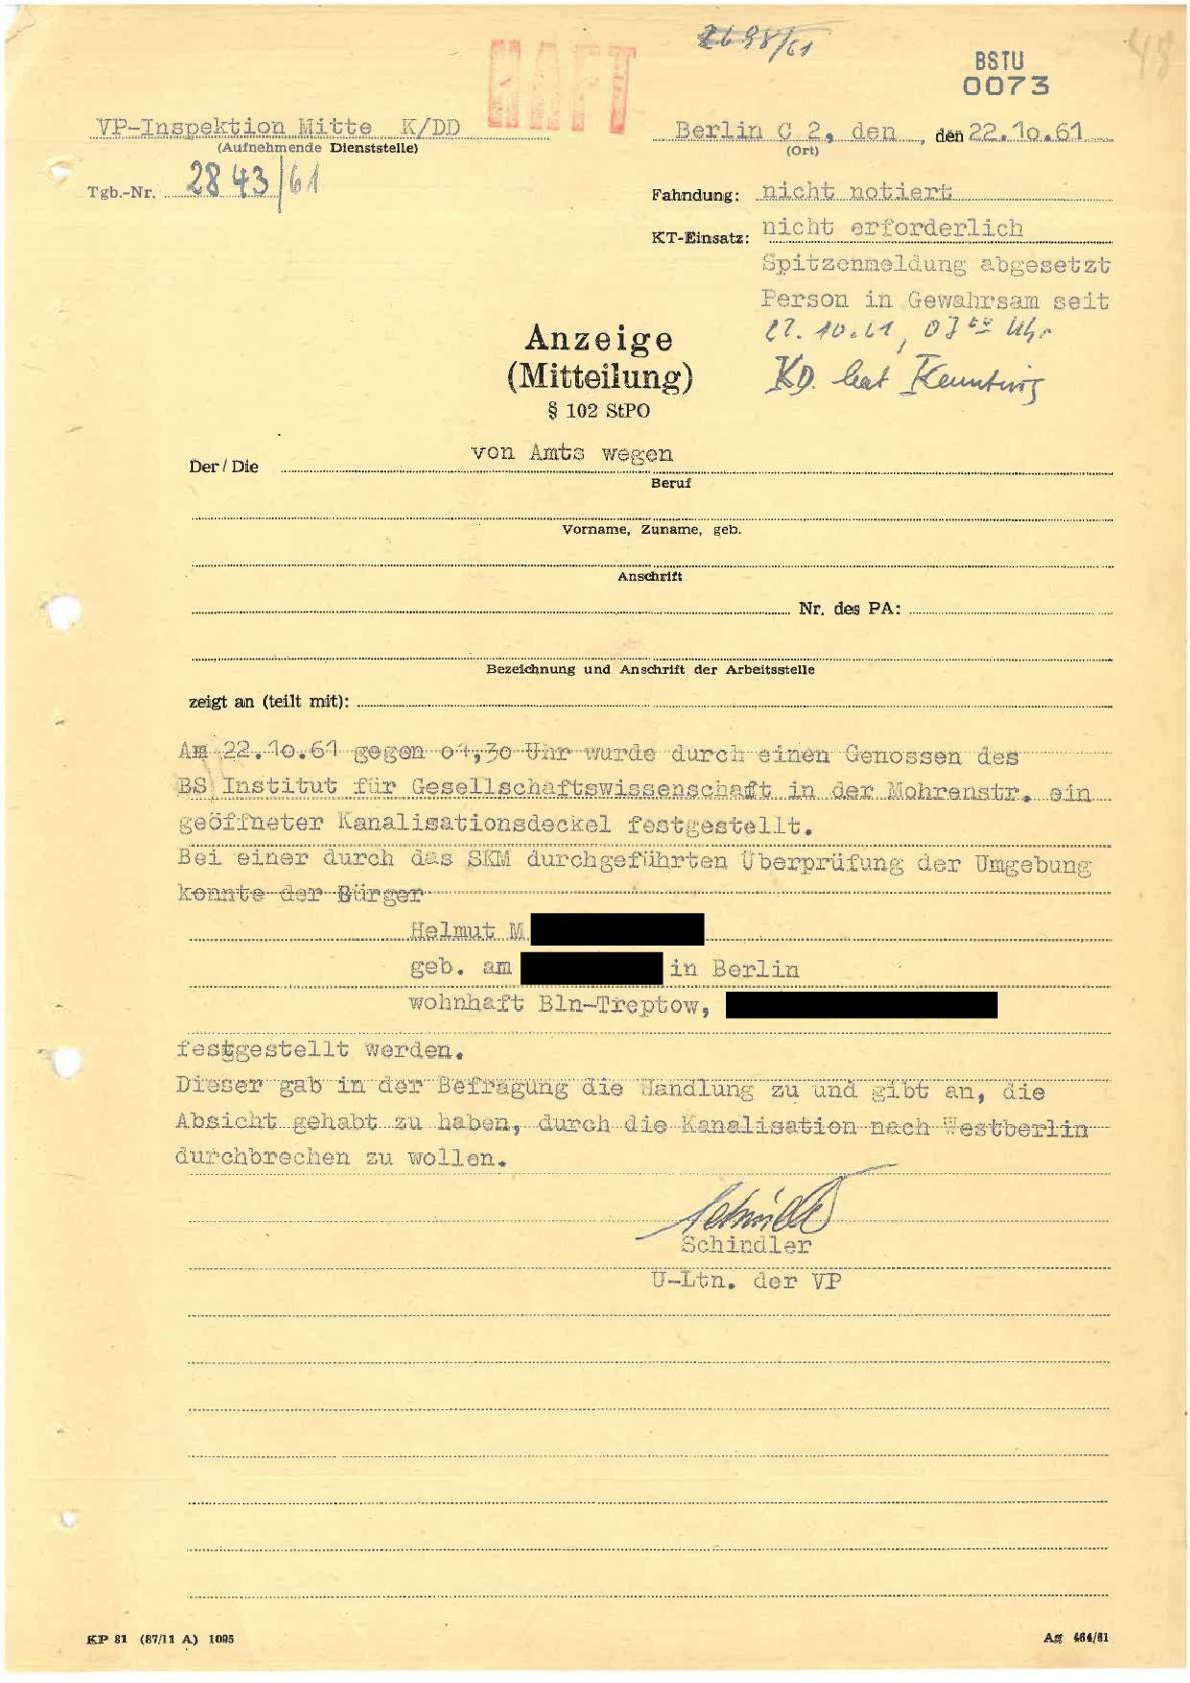 2698/61
48
HAFT
BSTU
0073
VP-Inspektion Mitte K/DD
(Aufnehmende Dienststelle)
Berlin C 2, den , den 22.10.61
(Ort)
Tgb.-Nr. 2843/61
Fahndung: nicht notiert
KT-Einsatz: nicht erforderlich
Spitzenmeldung abgesetzt
Person in Gewahrsam seit
22.10.61, Uhr
KD. hat Kenntnis
Anzeige
(Mitteilung)
§ 102 StPO
Der/Die von Amts wegen
Beruf
Vorname, Zuname, geb.
Anschrift
Nr. des PA:
Bezeichnung und Anschrift der Arbeitsstelle
zeigt an (teilt mit):
Am 22.10.61 gegen 01,30 Uhr wurde durch einen Genossen des
BS Institut für Gesellschaftswissenschaft in der Mohrenstr. ein
geöffneter Kanalisationsdeckel festgestellt.
Bei einer durch das SKM durchgeführten Überprüfung der Umgebung
konnte der Bürger
Helmut M
geb. am in Berlin
wohnhaft Bln-Treptow,
festgestellt werden.
Dieser gab in der Befragung die Handlung zu und gibt an, die
Absicht gehabt zu haben, durch die Kanalisation nach Westberlin
durchbrechen zu wollen.
Schindler
U-Ltn. der VP
KP 81 (87/11 A) 1095
Ag 464/61